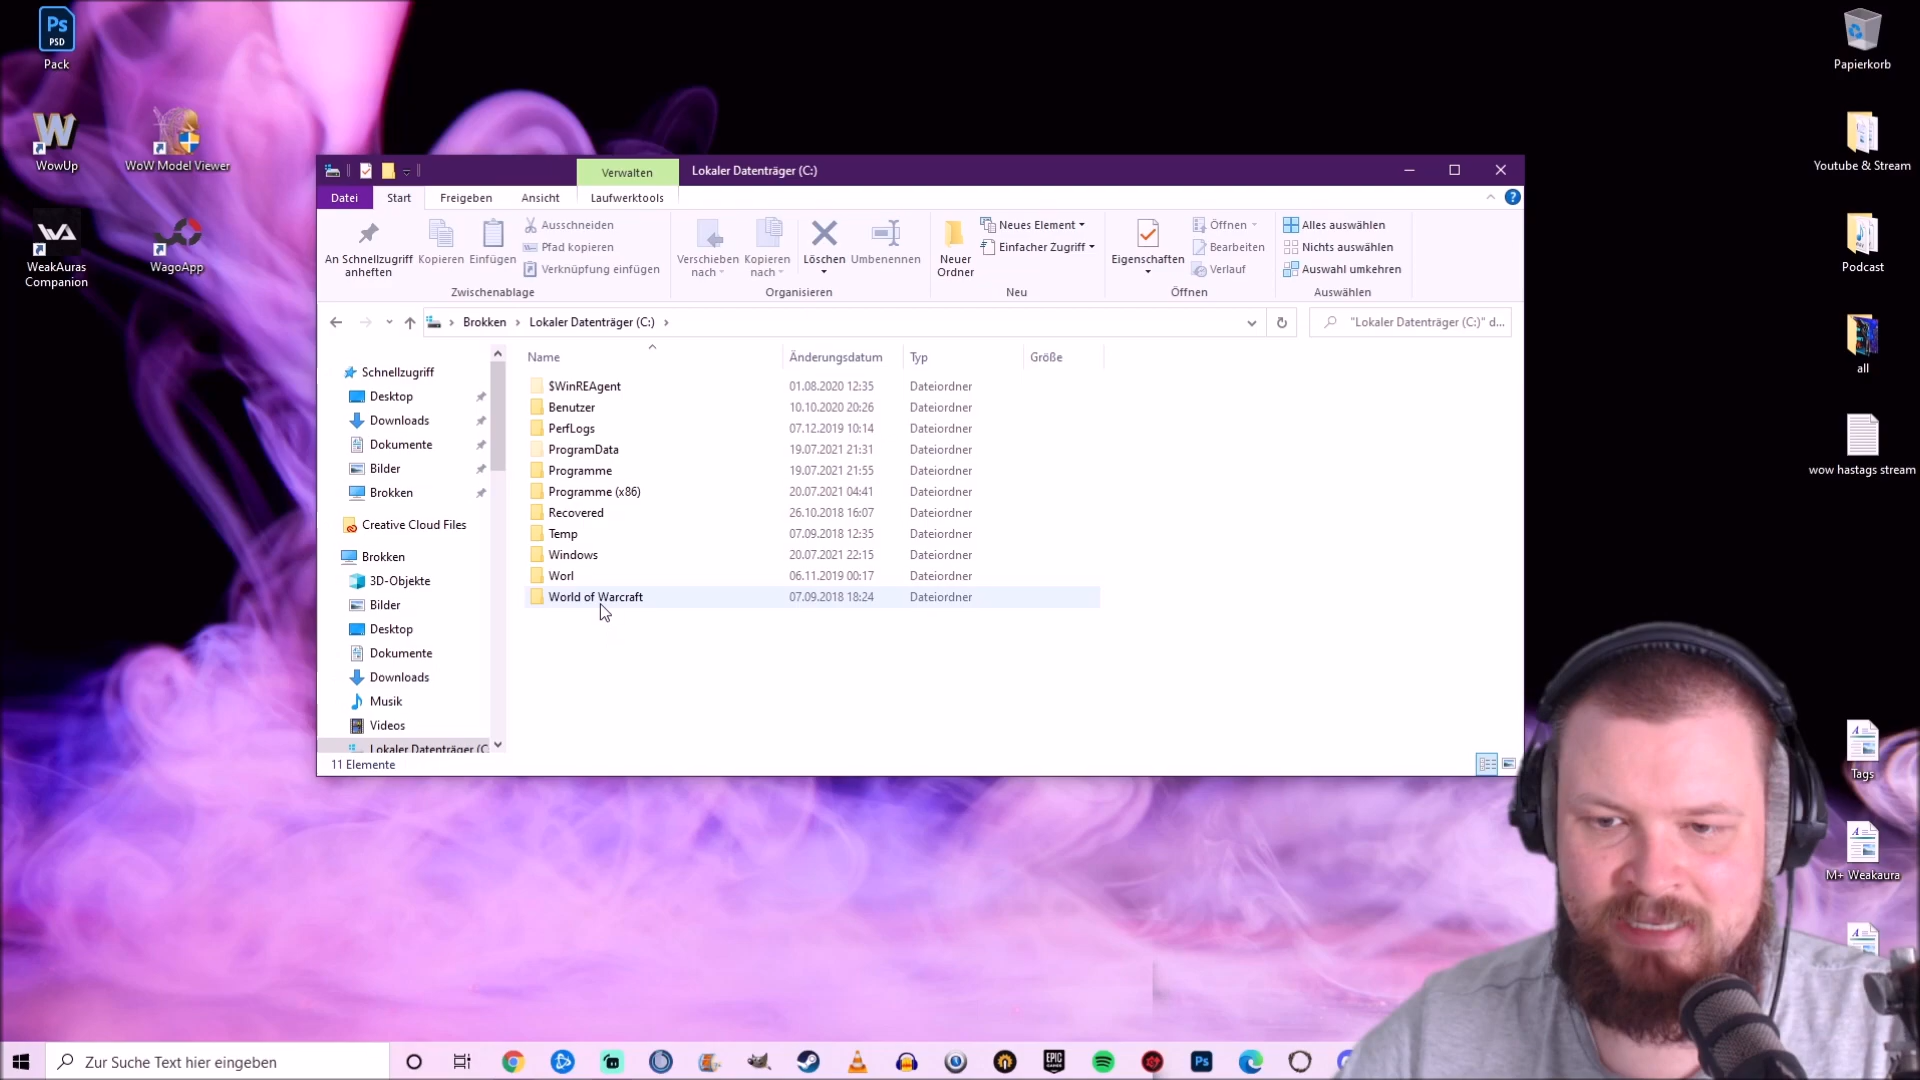 Ps
PSD
Pack
WowUp
WoW Model Viewer
WeakAuras
Companion
WagoApp
Papierkorb
Youtube & Stream
Podcast
all
wow hastags stream
Tags
M+ Weakaura
Verwalten
Lokaler Datenträger (C:)
Datei
Start
Freigeben
Ansicht
Laufwerktools
An Schnellzugriff
anheften
Kopieren
Einfügen
Ausschneiden
Pfad kopieren
Verknüpfung einfügen
Zwischenablage
Verschieben
nach
Kopieren
nach
Löschen
Umbenennen
Organisieren
Neuer
Ordner
Neues Element
Einfacher Zugriff
Neu
Eigenschaften
Öffnen
Bearbeiten
Verlauf
Öffnen
Alles auswählen
Nichts auswählen
Auswahl umkehren
Auswählen
Brokken > Lokaler Datenträger (C:) >
"Lokaler Datenträger (C:)" d...
Schnellzugriff
Desktop
Downloads
Dokumente
Bilder
Brokken
Creative Cloud Files
Brokken
3D-Objekte
Bilder
Desktop
Dokumente
Downloads
Musik
Videos
Lokaler Datenträger (C
Name Änderungsdatum Typ Größe
$WinREAgent 01.08.2020 12:35 Dateiordner
Benutzer 10.10.2020 20:26 Dateiordner
PerfLogs 07.12.2019 10:14 Dateiordner
ProgramData 19.07.2021 21:31 Dateiordner
Programme 19.07.2021 21:55 Dateiordner
Programme (x86) 20.07.2021 04:41 Dateiordner
Recovered 26.10.2018 16:07 Dateiordner
Temp 07.09.2018 12:35 Dateiordner
Windows 20.07.2021 22:15 Dateiordner
Worl 06.11.2019 00:17 Dateiordner
World of Warcraft 07.09.2018 18:24 Dateiordner
11 Elemente
Zur Suche Text hier eingeben
EPIC
GAMES
Ps